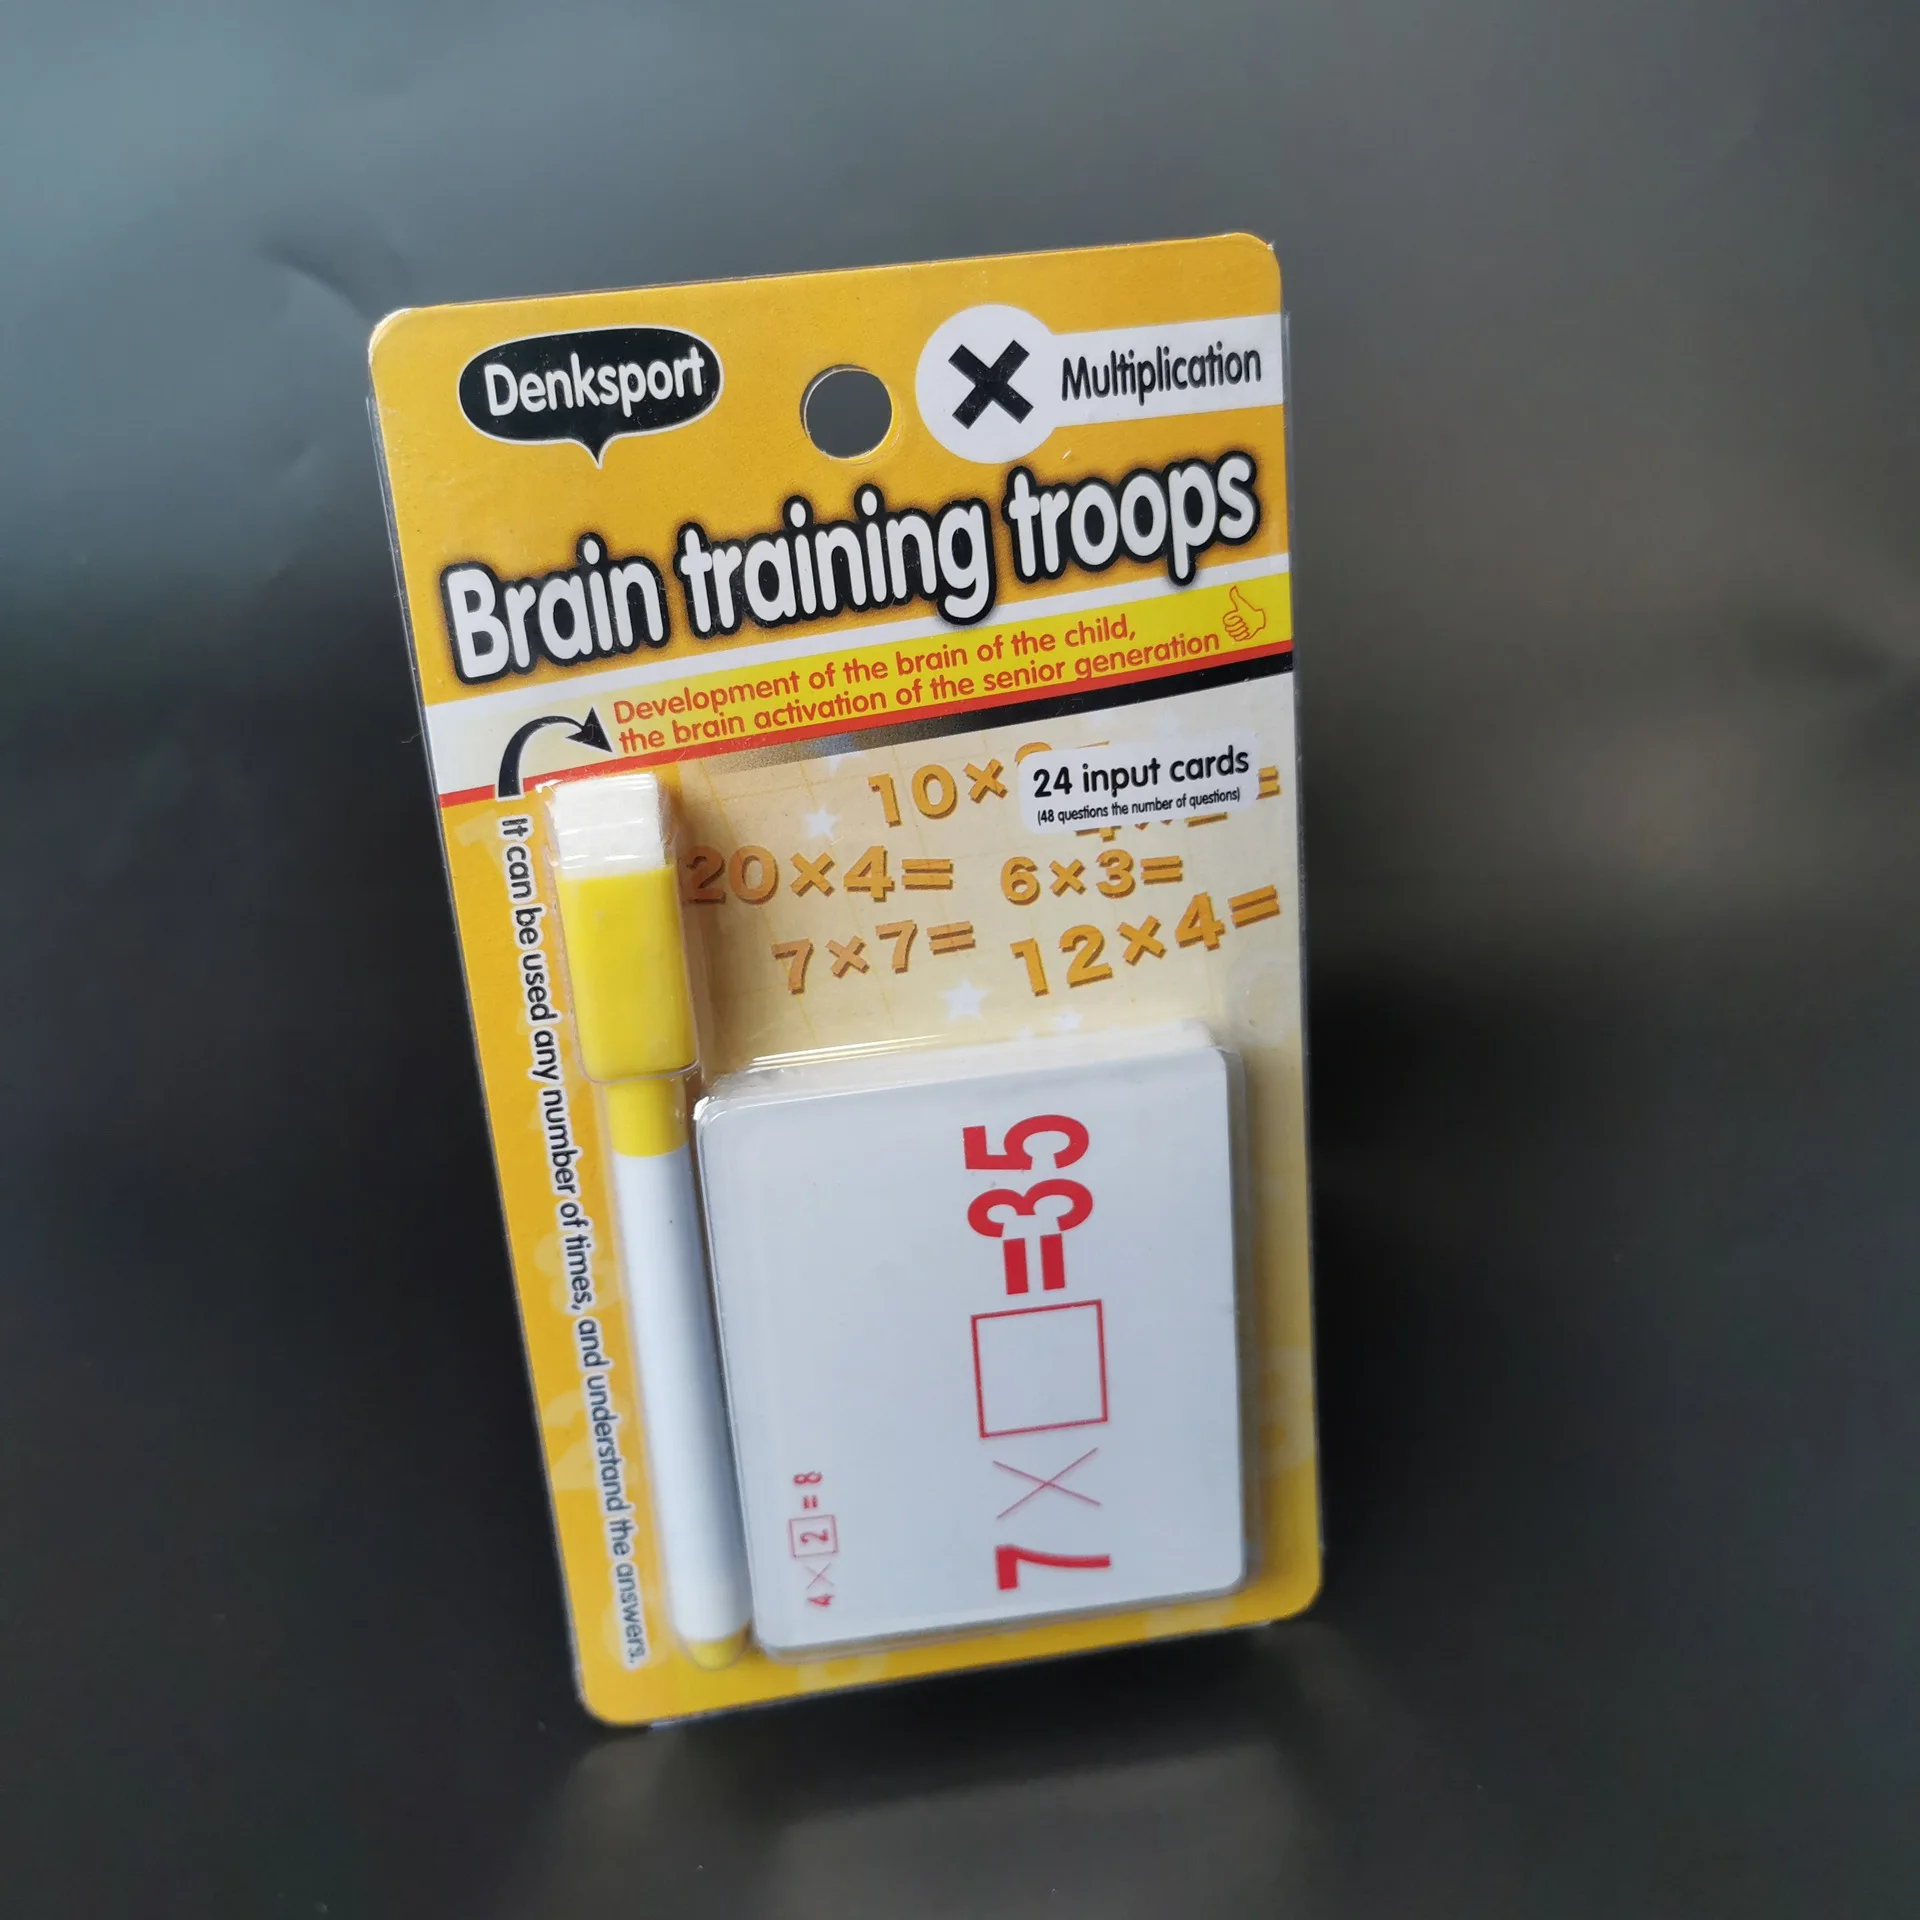 Denksport
× Multiplication
Brain training troops
Development of the brain of the child,
the brain activation of the senior generation
24 input cards
(48 questions the number of questions)
10×
20×4= 6×3=
7×7= 12×4=
It can be used any number of times, and understand the answers.
4×2=8
7×□=35